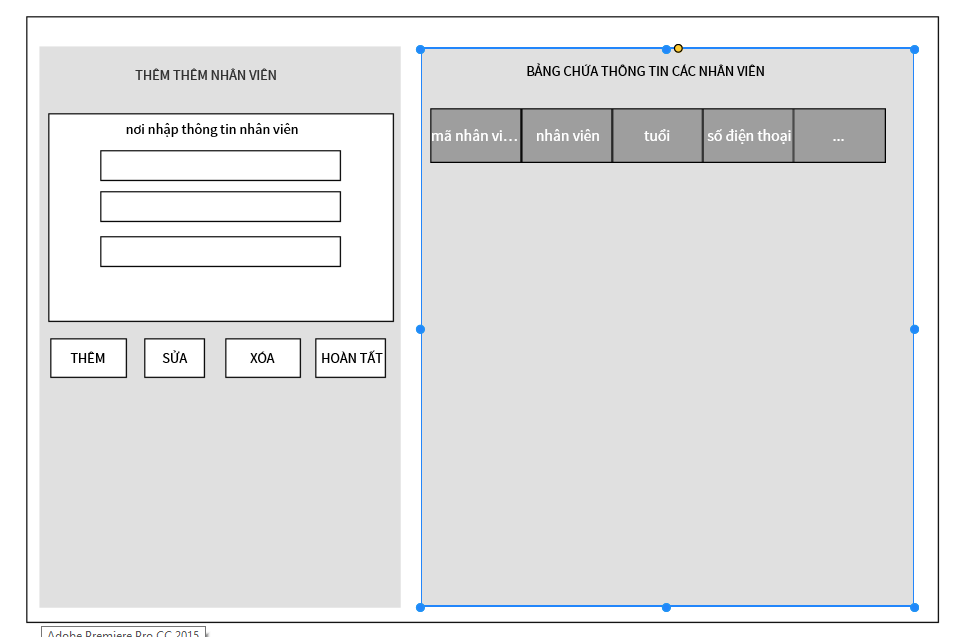 THÊM THÊM NHÂN VIÊN
nơi nhập thông tin nhân viên
THÊM
SỬA
XÓA
HOÀN TẤT
BẢNG CHỨA THÔNG TIN CÁC NHÂN VIÊN
mã nhân vi...
nhân viên
tuổi
số điện thoại
...
Adobe Premiere Pro CC 2015